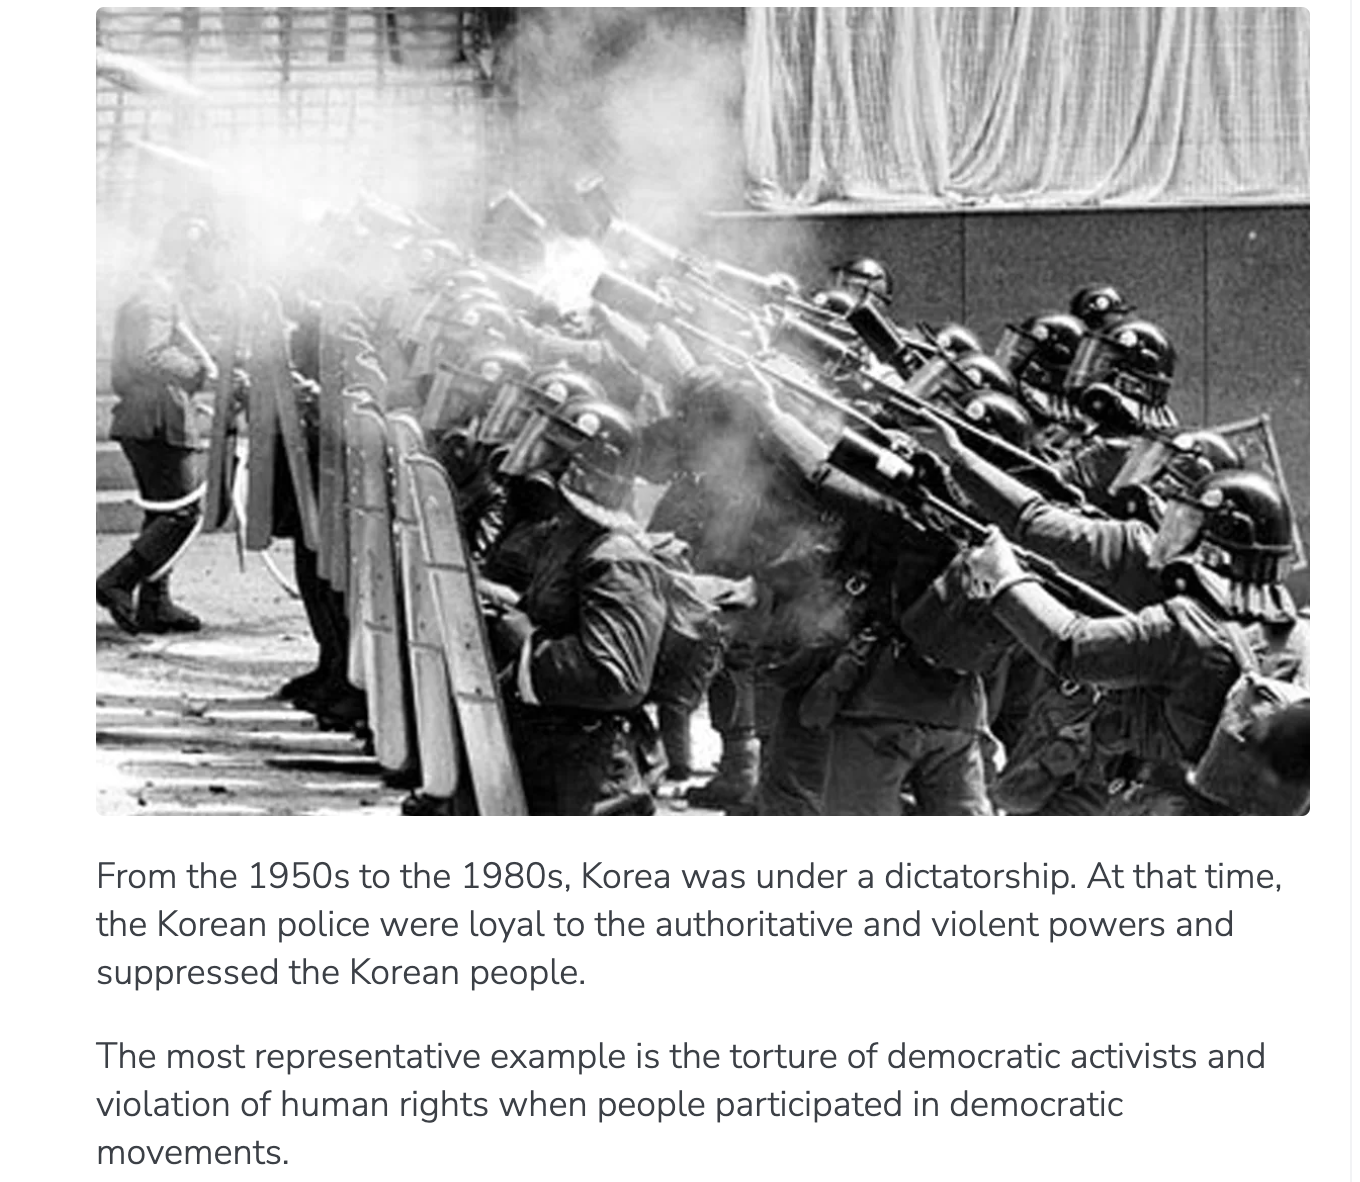 From the 1950s to the 1980s, Korea was under a dictatorship. At that time,
the Korean police were loyal to the authoritative and violent powers and
suppressed the Korean people.
The most representative example is the torture of democratic activists and
violation of human rights when people participated in democratic
movements.